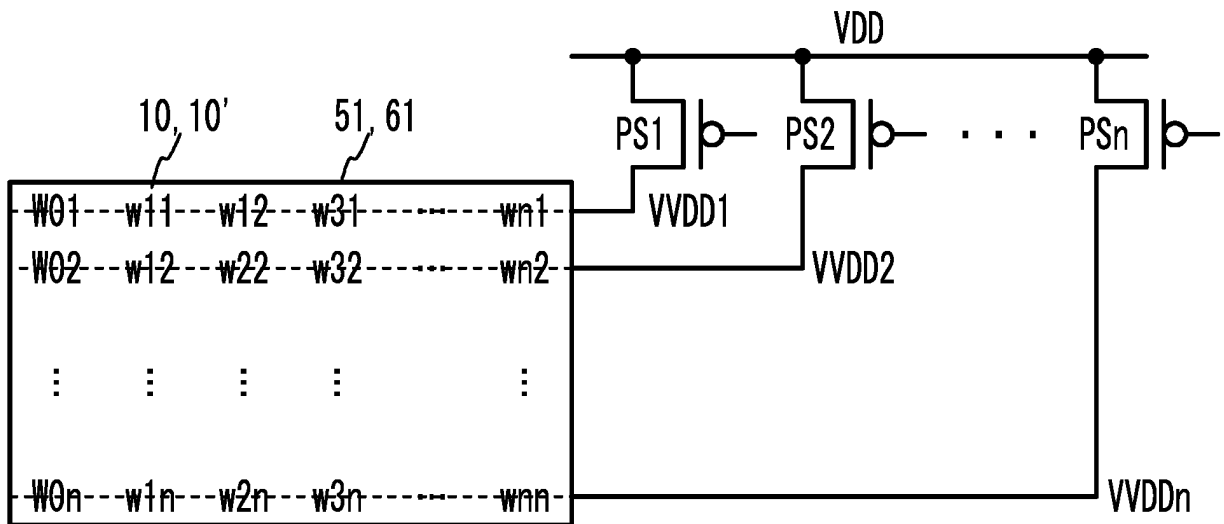 VDD
10, 10' 51, 61
PS1 PS2 · · · PSn
W01 w11 w12 w31 ··· wn1 VVDD1
W02 w12 w22 w32 ··· wn2 VVDD2
⋮ ⋮ ⋮ ⋮ ⋮
W0n w1n w2n w3n ··· wnn VVDDn